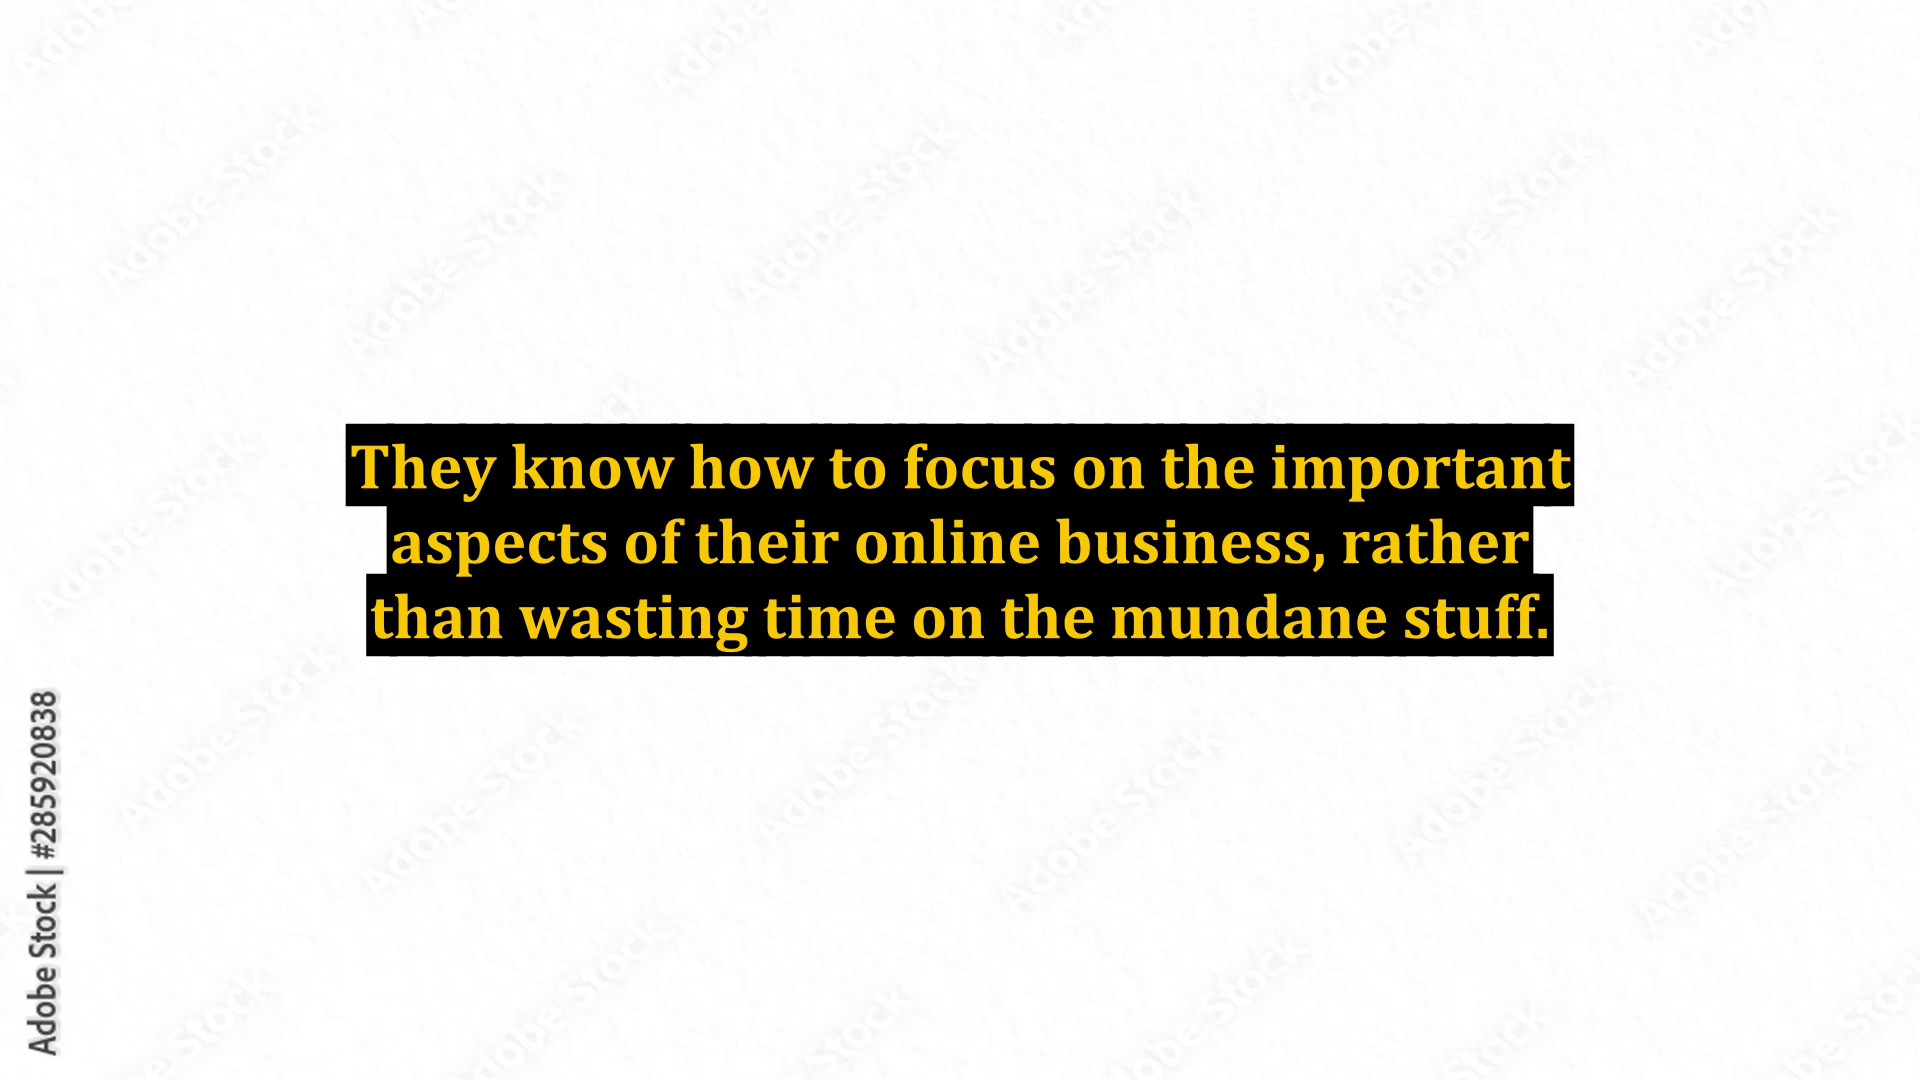 They know how to focus on the important
aspects of their online business, rather
than wasting time on the mundane stuff.
Adobe Stock | #285920838